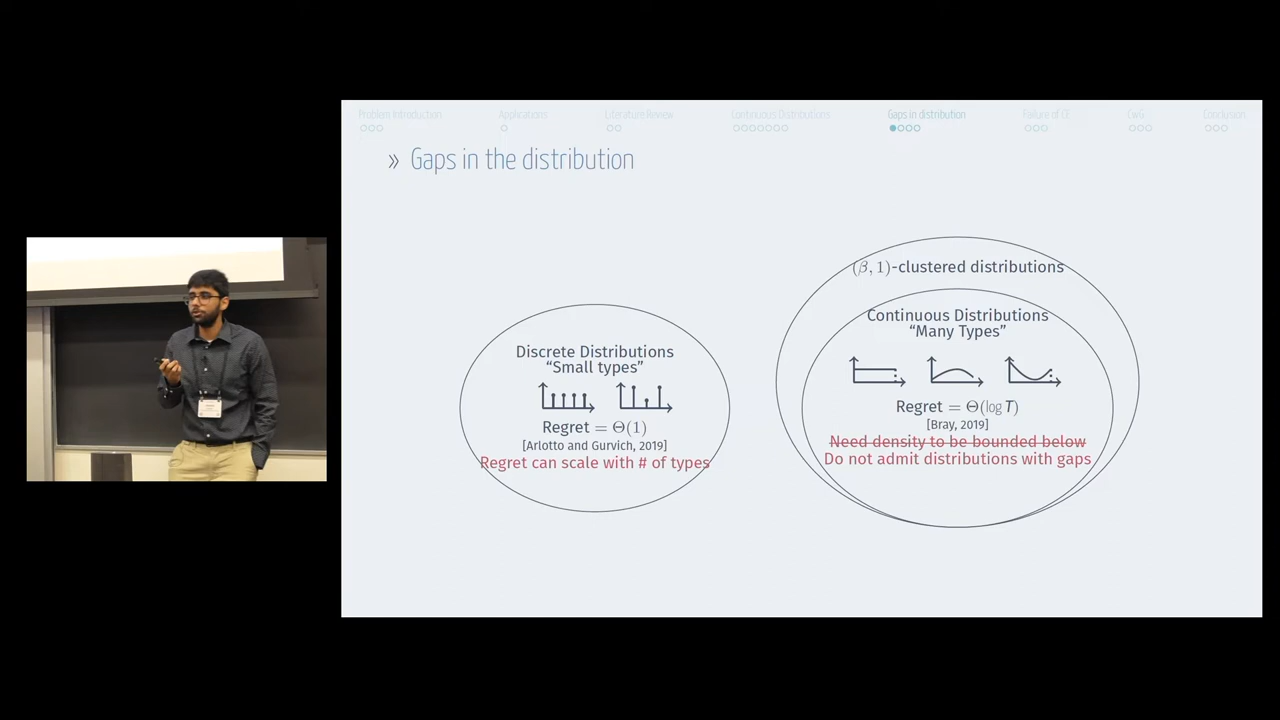 Problem Introduction
Applications
Literature Review
Continuous Distributions
Gaps in distribution
Failure of CE
CwG
Conclusion
» Gaps in the distribution
(β, 1)-clustered distributions
Discrete Distributions
“Small types”
Regret = Θ(1)
[Arlotto and Gurvich, 2019]
Regret can scale with # of types
Continuous Distributions
“Many Types”
Regret = Θ(log T)
[Bray, 2019]
Need density to be bounded below
Do not admit distributions with gaps